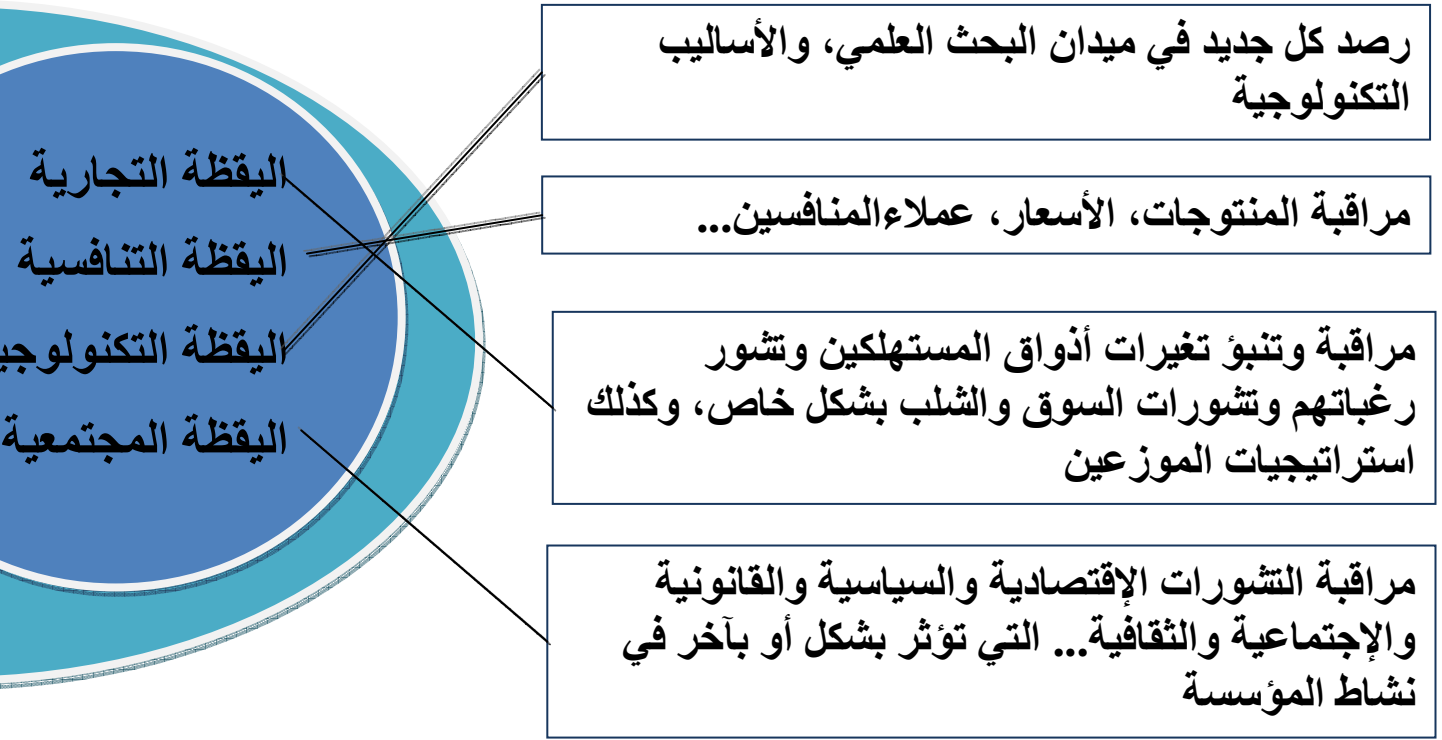 رصد كل جديد في ميدان البحث العلمي، والأساليب
التكنولوجية
مراقبة المنتوجات، الأسعار، عملاءالمنافسين...
مراقبة وتنبؤ تغيرات أذواق المستهلكين وتشور
رغباتهم وتشورات السوق والشلب بشكل خاص، وكذلك
استراتيجيات الموزعين
مراقبة التشورات الإقتصادية والسياسية والقانونية
والإجتماعية والثقافية... التي تؤثر بشكل أو بآخر في
نشاط المؤسسة
اليقظة التجارية
اليقظة التنافسية
اليقظة التكنولوجي
اليقظة المجتمعية